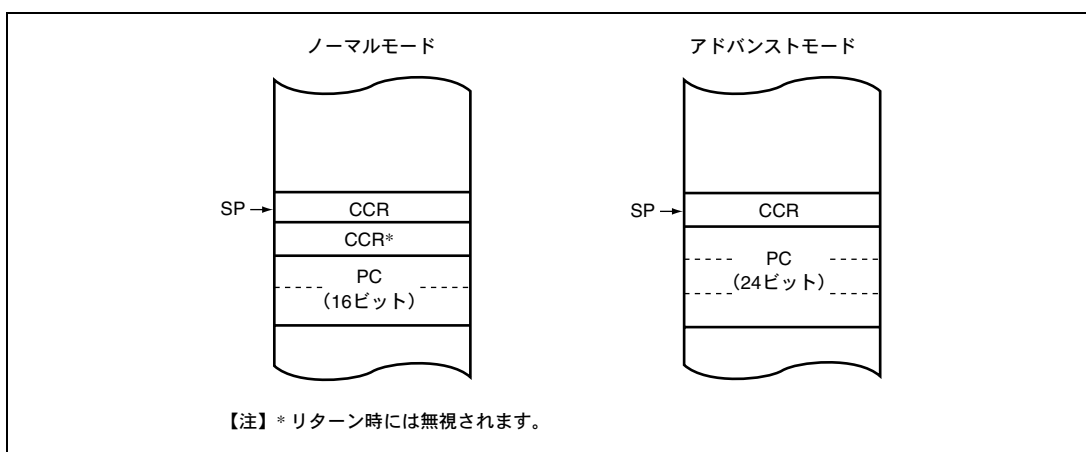 ノーマルモード
SP
CCR
CCR*
PC
(16ビット)
アドバンストモード
SP
CCR
PC
(24ビット)
【注】* リターン時には無視されます。